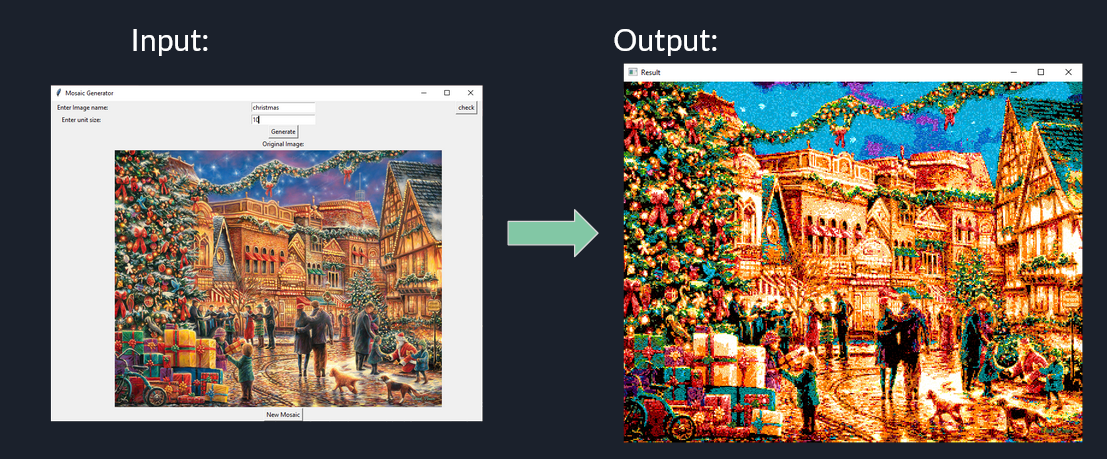 Input:
Output:
Mosaic Generator
Enter Image name:
christmas
check
Enter unit size:
10
Generate
Original Image:
New Mosaic
Result